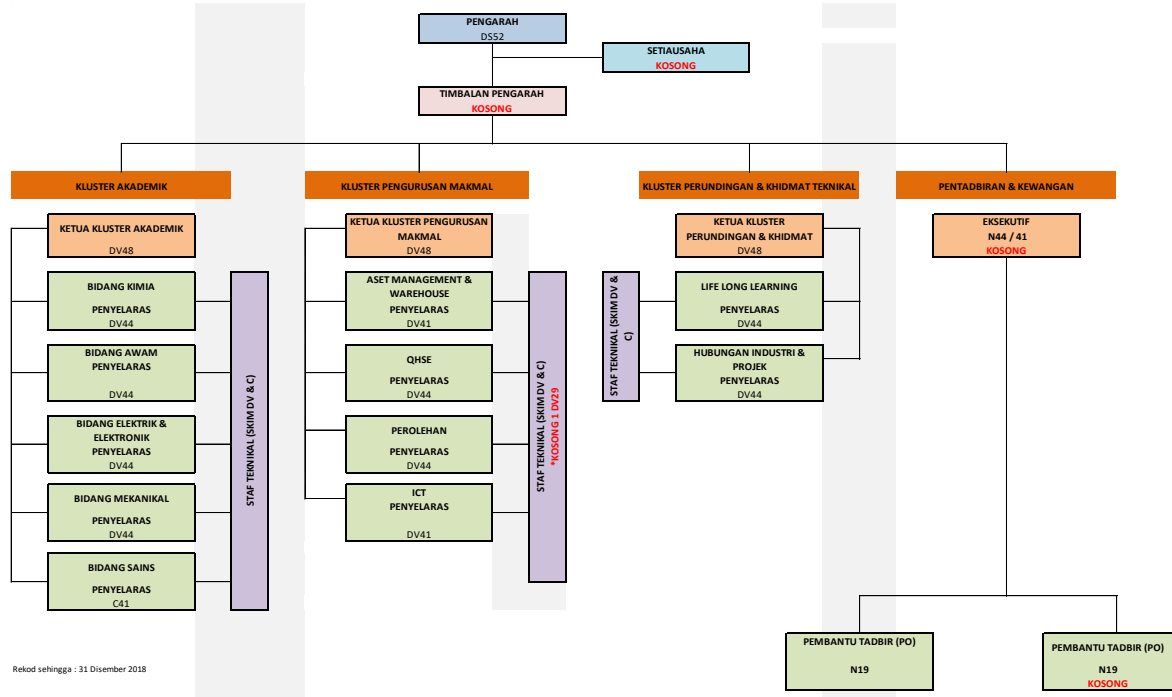 PENGARAH
DS52
SETIAUSAHA
KOSONG
TIMBALAN PENGARAH
KOSONG
KLUSTER AKADEMIK
KLUSTER PENGURUSAN MAKMAL
KLUSTER PERUNDINGAN & KHIDMAT TEKNIKAL
PENTADBIRAN & KEWANGAN
KETUA KLUSTER AKADEMIK
DV48
BIDANG KIMIA
PENYELARAS
DV44
BIDANG AWAM
PENYELARAS
DV44
BIDANG ELEKTRIK &
ELEKTRONIK
PENYELARAS
DV44
BIDANG MEKANIKAL
PENYELARAS
DV44
BIDANG SAINS
PENYELARAS
C41
STAF TEKNIKAL (SKIM DV & C)
KETUA KLUSTER PENGURUSAN
MAKMAL
DV48
ASET MANAGEMENT &
WAREHOUSE
PENYELARAS
DV41
QHSE
PENYELARAS
DV44
PEROLEHAN
PENYELARAS
DV44
ICT
PENYELARAS
DV41
STAF TEKNIKAL (SKIM DV & C)
*KOSONG 1 DV29
STAF TEKNIKAL (SKIM DV &
C)
KETUA KLUSTER
PERUNDINGAN & KHIDMAT
DV48
LIFE LONG LEARNING
PENYELARAS
DV44
HUBUNGAN INDUSTRI &
PROJEK
PENYELARAS
DV44
EKSEKUTIF
N44 / 41
KOSONG
PEMBANTU TADBIR (PO)
N19
PEMBANTU TADBIR (PO)
N19
KOSONG
Rekod sehingga : 31 Disember 2018